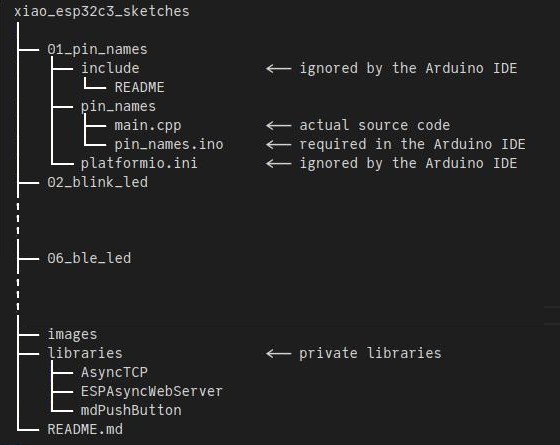 xiao_esp32c3_sketches
01_pin_names
include ← ignored by the Arduino IDE
README
pin_names
main.cpp ← actual source code
pin_names.ino ← required in the Arduino IDE
platformio.ini ← ignored by the Arduino IDE
02_blink_led
06_ble_led
images
libraries ← private libraries
AsyncTCP
ESPAsyncWebServer
mdPushButton
README.md